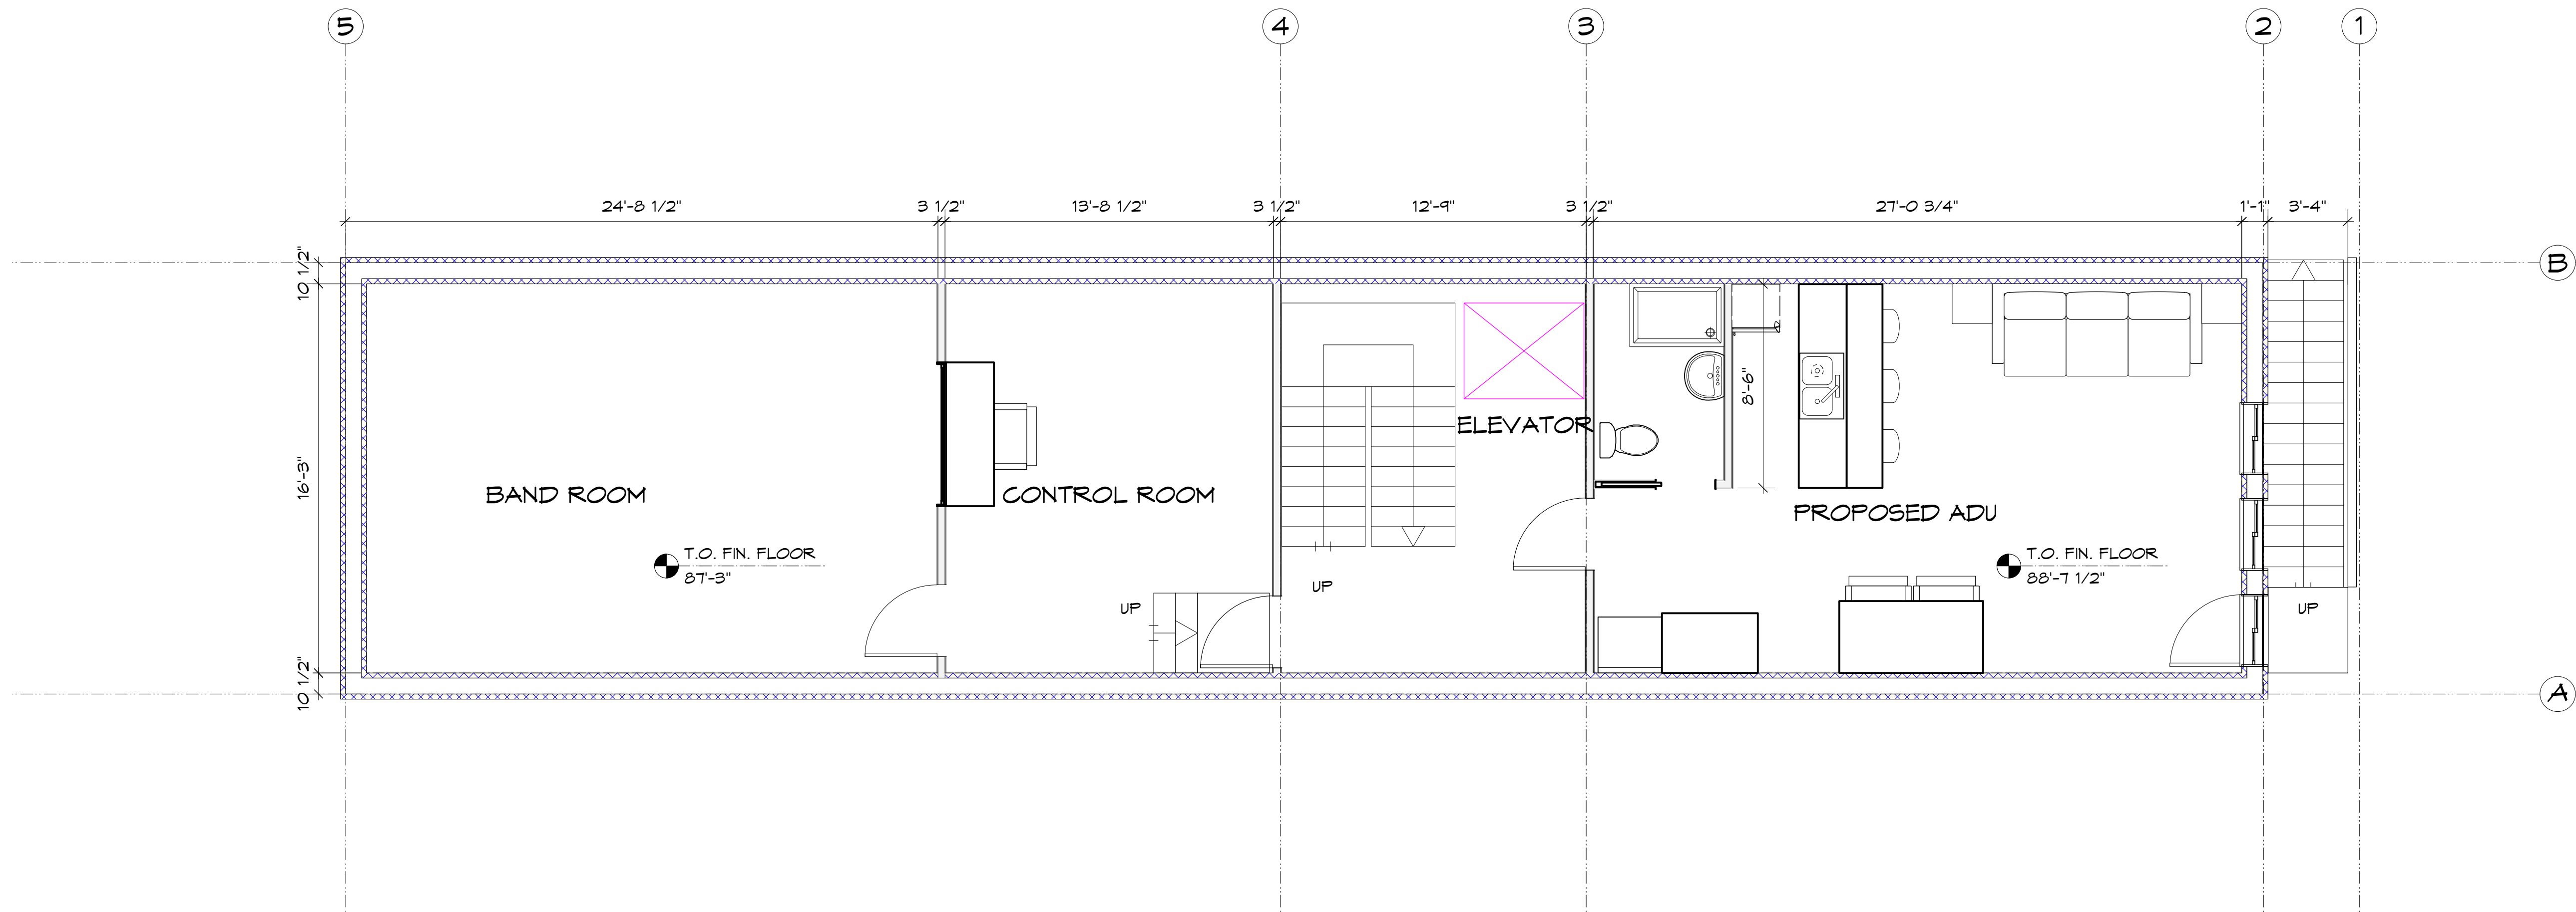 5
4
3
2
1
24'-8 1/2"
3 1/2"
13'-8 1/2"
3 1/2"
12'-9"
3 1/2"
27'-0 3/4"
1'-1"
3'-4"
10 1/2"
B
8'-6"
ELEVATOR
16'-3"
BAND ROOM
CONTROL ROOM
PROPOSED ADU
T.O. FIN. FLOOR
87'-3"
T.O. FIN. FLOOR
88'-7 1/2"
UP
UP
UP
10 1/2"
A